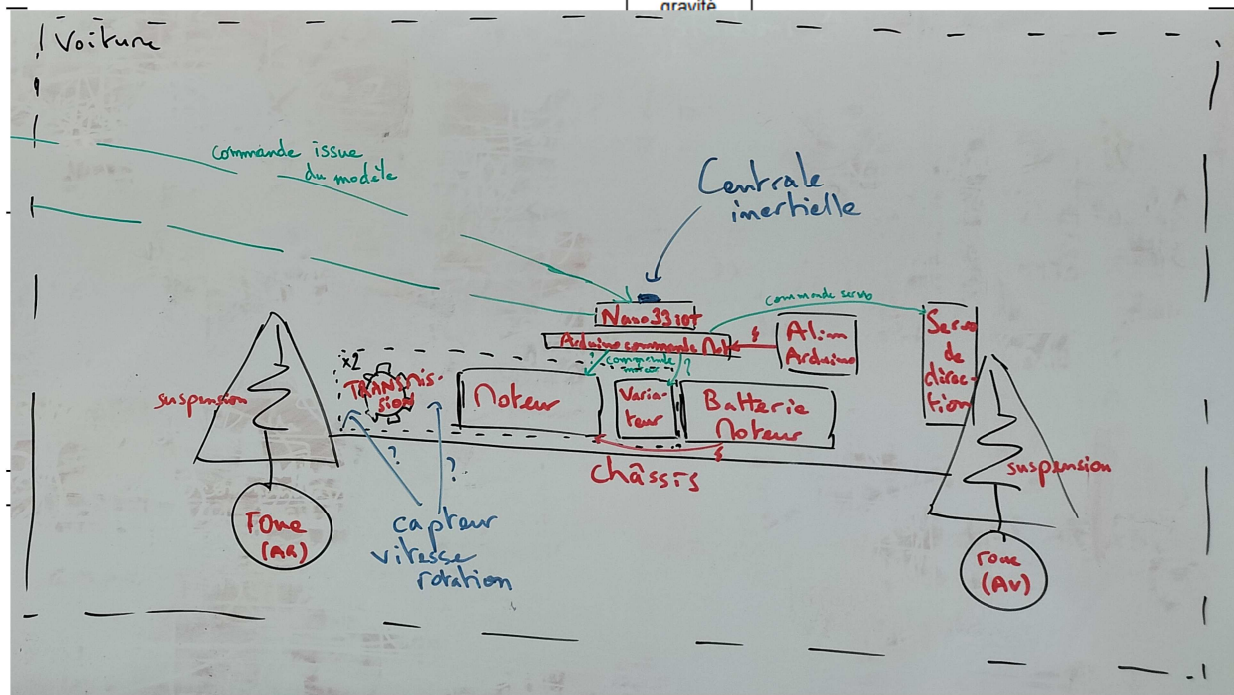 gravité
Voiture
commande issue
du modèle
Centrale
inertielle
commande servo
Nano33iot
Arduino commande Mot
Alim
Arduino
Servo
de
direc-
tion
?
commande
moteur
?
x2
TRANSMIS-
SION
Moteur
Varia-
teur
Batterie
Moteur
suspension
suspension
châssis
?
?
roue
(AR)
capteur
vitesse
rotation
roue
(AV)